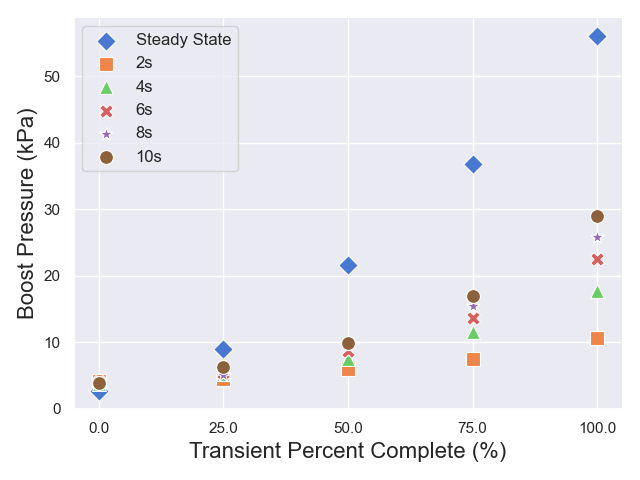 Steady State
2s
4s
6s
8s
10s
Boost Pressure (kPa)
50
40
30
20
10
0
0.0 25.0 50.0 75.0 100.0
Transient Percent Complete (%)